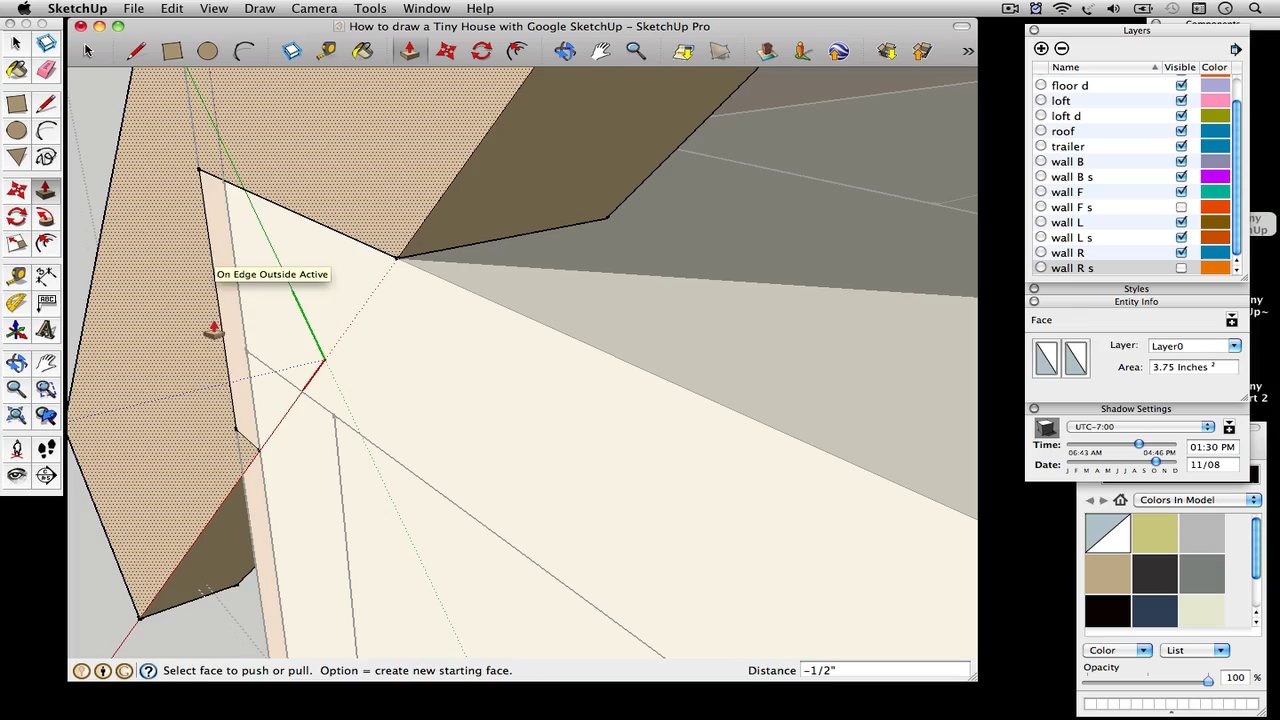 SketchUp File Edit View Draw Camera Tools Window Help
How to draw a Tiny House with Google SketchUp – SketchUp Pro
Components
Layers
Name Visible Color
floor d
loft
loft d
roof
trailer
wall B
wall B s
wall F
wall F s
wall L
wall L s
wall R
wall R s
On Edge Outside Active
Styles
Entity Info
Face
Layer: Layer0
Area: 3.75 Inches ²
Shadow Settings
UTC-7:00
Time: 06:43 AM 04:46 PM 01:30 PM
Date: J F M A M J J A S O N D 11/08
Colors In Model
Color List
Opacity
100 %
Select face to push or pull. Option = create new starting face. Distance -1/2"